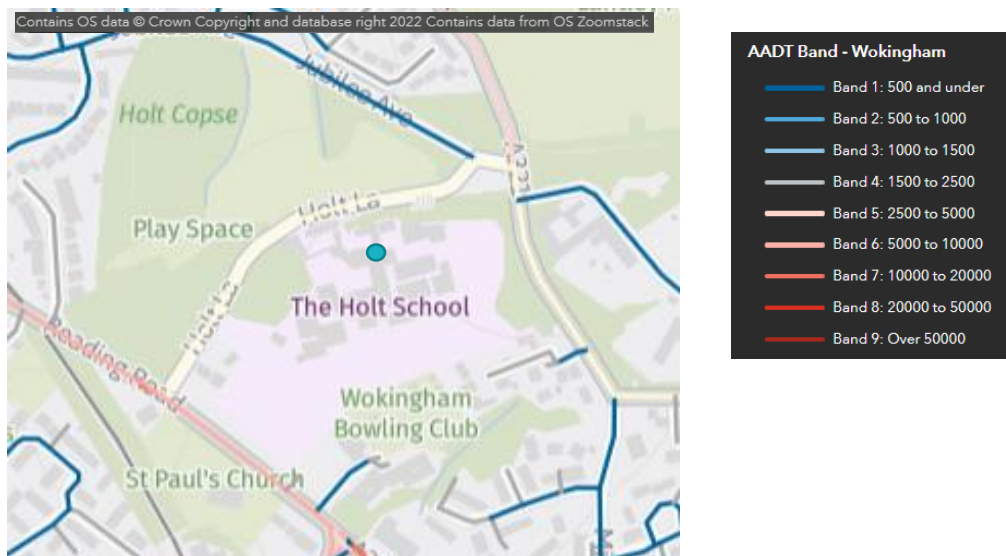 Contains OS data © Crown Copyright and database right 2022 Contains data from OS Zoomstack
Jubilee Ave
Holt Copse
A321
Holt La
Play Space
The Holt School
Holt La
Reading Road
Wokingham
Bowling Club
St Paul's Church
AADT Band - Wokingham
Band 1: 500 and under
Band 2: 500 to 1000
Band 3: 1000 to 1500
Band 4: 1500 to 2500
Band 5: 2500 to 5000
Band 6: 5000 to 10000
Band 7: 10000 to 20000
Band 8: 20000 to 50000
Band 9: Over 50000